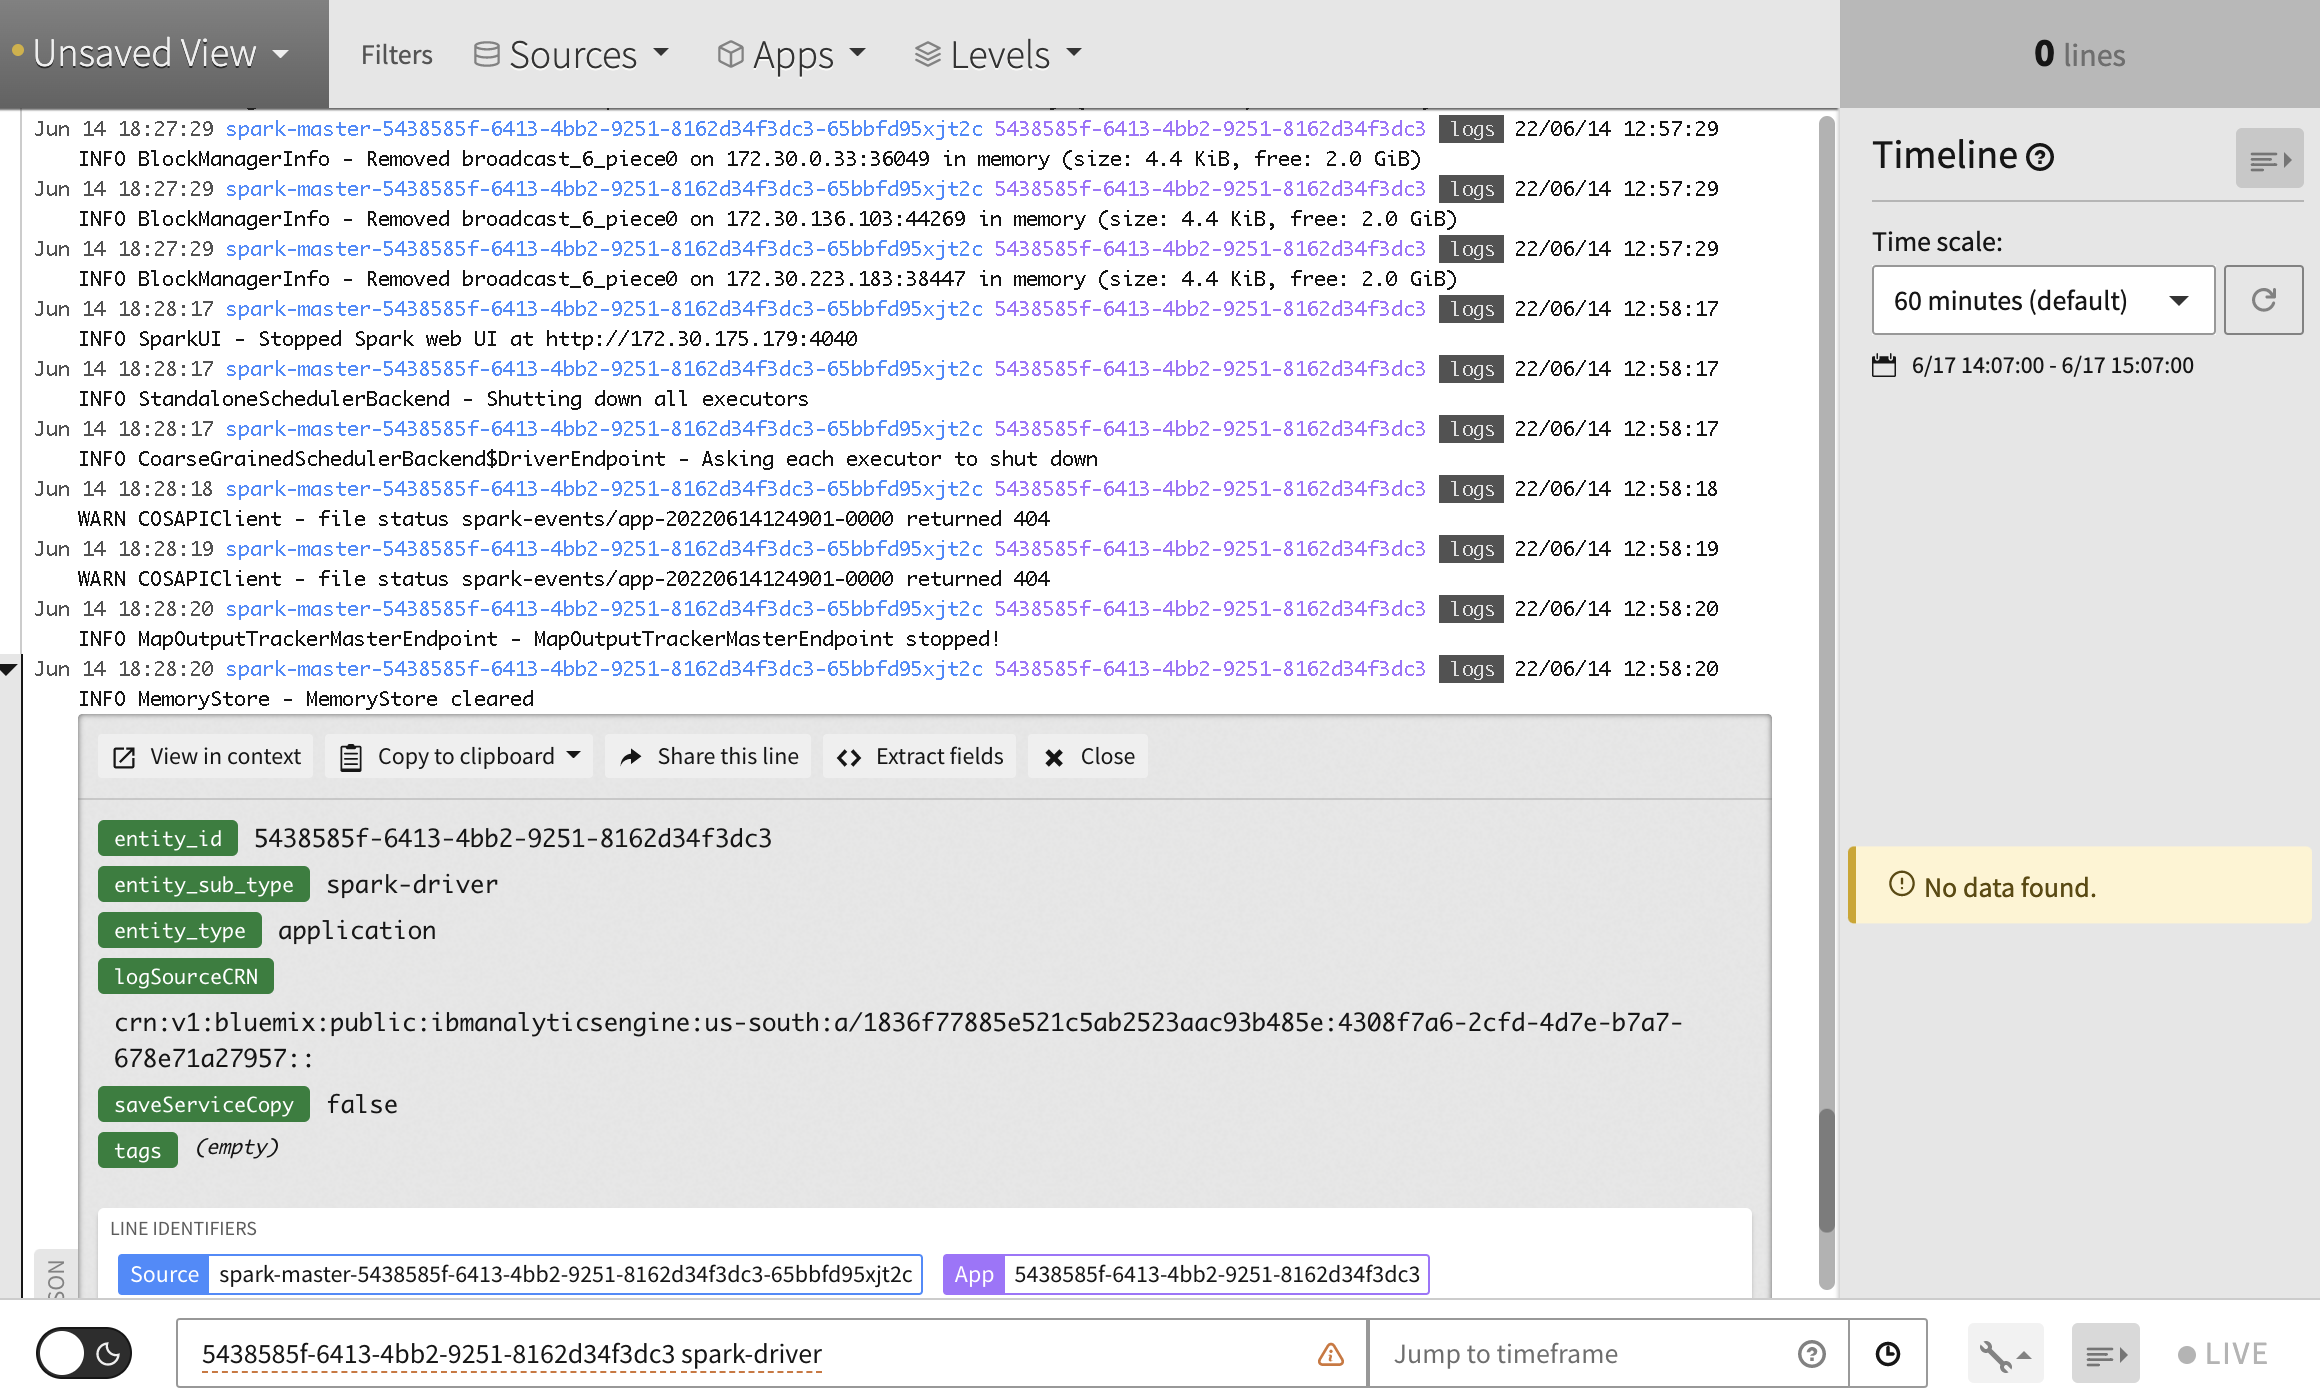 Unsaved View
Filters
Sources
Apps
Levels
0 lines
Jun 14 18:27:29 spark-master-5438585f-6413-4bb2-9251-8162d34f3dc3-65bbfd95xjt2c 5438585f-6413-4bb2-9251-8162d34f3dc3 logs 22/06/14 12:57:29
INFO BlockManagerInfo - Removed broadcast_6_piece0 on 172.30.0.33:36049 in memory (size: 4.4 KiB, free: 2.0 GiB)
Jun 14 18:27:29 spark-master-5438585f-6413-4bb2-9251-8162d34f3dc3-65bbfd95xjt2c 5438585f-6413-4bb2-9251-8162d34f3dc3 logs 22/06/14 12:57:29
INFO BlockManagerInfo - Removed broadcast_6_piece0 on 172.30.136.103:44269 in memory (size: 4.4 KiB, free: 2.0 GiB)
Jun 14 18:27:29 spark-master-5438585f-6413-4bb2-9251-8162d34f3dc3-65bbfd95xjt2c 5438585f-6413-4bb2-9251-8162d34f3dc3 logs 22/06/14 12:57:29
INFO BlockManagerInfo - Removed broadcast_6_piece0 on 172.30.223.183:38447 in memory (size: 4.4 KiB, free: 2.0 GiB)
Jun 14 18:28:17 spark-master-5438585f-6413-4bb2-9251-8162d34f3dc3-65bbfd95xjt2c 5438585f-6413-4bb2-9251-8162d34f3dc3 logs 22/06/14 12:58:17
INFO SparkUI - Stopped Spark web UI at http://172.30.175.179:4040
Jun 14 18:28:17 spark-master-5438585f-6413-4bb2-9251-8162d34f3dc3-65bbfd95xjt2c 5438585f-6413-4bb2-9251-8162d34f3dc3 logs 22/06/14 12:58:17
INFO StandaloneSchedulerBackend - Shutting down all executors
Jun 14 18:28:17 spark-master-5438585f-6413-4bb2-9251-8162d34f3dc3-65bbfd95xjt2c 5438585f-6413-4bb2-9251-8162d34f3dc3 logs 22/06/14 12:58:17
INFO CoarseGrainedSchedulerBackend$DriverEndpoint - Asking each executor to shut down
Jun 14 18:28:18 spark-master-5438585f-6413-4bb2-9251-8162d34f3dc3-65bbfd95xjt2c 5438585f-6413-4bb2-9251-8162d34f3dc3 logs 22/06/14 12:58:18
WARN COSAPIClient - file status spark-events/app-20220614124901-0000 returned 404
Jun 14 18:28:19 spark-master-5438585f-6413-4bb2-9251-8162d34f3dc3-65bbfd95xjt2c 5438585f-6413-4bb2-9251-8162d34f3dc3 logs 22/06/14 12:58:19
WARN COSAPIClient - file status spark-events/app-20220614124901-0000 returned 404
Jun 14 18:28:20 spark-master-5438585f-6413-4bb2-9251-8162d34f3dc3-65bbfd95xjt2c 5438585f-6413-4bb2-9251-8162d34f3dc3 logs 22/06/14 12:58:20
INFO MapOutputTrackerMasterEndpoint - MapOutputTrackerMasterEndpoint stopped!
Jun 14 18:28:20 spark-master-5438585f-6413-4bb2-9251-8162d34f3dc3-65bbfd95xjt2c 5438585f-6413-4bb2-9251-8162d34f3dc3 logs 22/06/14 12:58:20
INFO MemoryStore - MemoryStore cleared
View in context
Copy to clipboard
Share this line
Extract fields
Close
entity_id 5438585f-6413-4bb2-9251-8162d34f3dc3
entity_sub_type spark-driver
entity_type application
logSourceCRN
crn:v1:bluemix:public:ibmanalyticsengine:us-south:a/1836f77885e521c5ab2523aac93b485e:4308f7a6-2cfd-4d7e-b7a7-
678e71a27957::
saveServiceCopy false
tags (empty)
LINE IDENTIFIERS
Source spark-master-5438585f-6413-4bb2-9251-8162d34f3dc3-65bbfd95xjt2c
App 5438585f-6413-4bb2-9251-8162d34f3dc3
Timeline
Time scale:
60 minutes (default)
6/17 14:07:00 - 6/17 15:07:00
No data found.
5438585f-6413-4bb2-9251-8162d34f3dc3 spark-driver
Jump to timeframe
LIVE